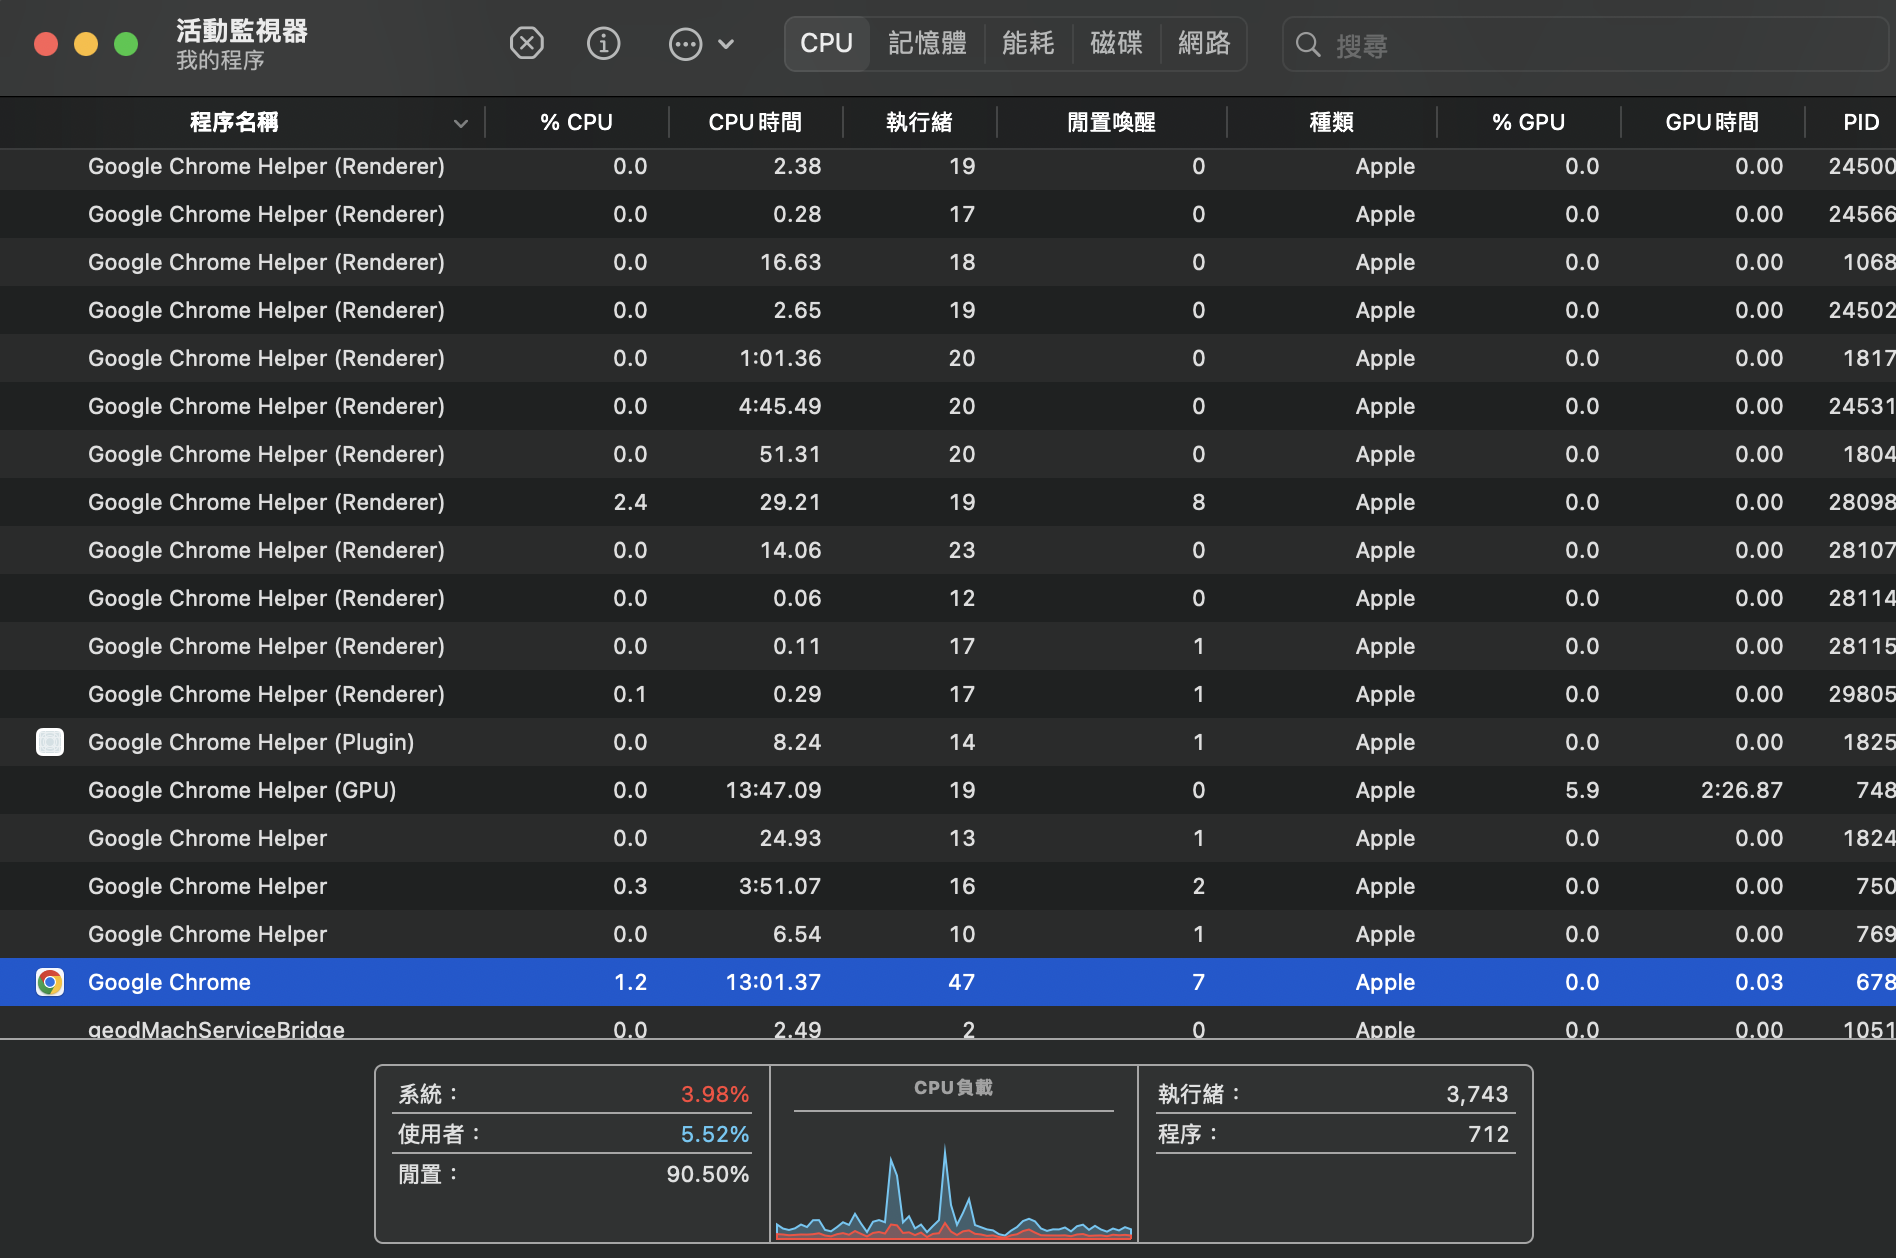 活動監視器
我的程序
CPU 記憶體 能耗 磁碟 網路
搜尋
程序名稱 % CPU CPU 時間 執行緒 閒置喚醒 種類 % GPU GPU 時間 PID
Google Chrome Helper (Renderer) 0.0 2.38 19 0 Apple 0.0 0.00 24500
Google Chrome Helper (Renderer) 0.0 0.28 17 0 Apple 0.0 0.00 24566
Google Chrome Helper (Renderer) 0.0 16.63 18 0 Apple 0.0 0.00 1068
Google Chrome Helper (Renderer) 0.0 2.65 19 0 Apple 0.0 0.00 24502
Google Chrome Helper (Renderer) 0.0 1:01.36 20 0 Apple 0.0 0.00 1817
Google Chrome Helper (Renderer) 0.0 4:45.49 20 0 Apple 0.0 0.00 24531
Google Chrome Helper (Renderer) 0.0 51.31 20 0 Apple 0.0 0.00 1804
Google Chrome Helper (Renderer) 2.4 29.21 19 8 Apple 0.0 0.00 28098
Google Chrome Helper (Renderer) 0.0 14.06 23 0 Apple 0.0 0.00 28107
Google Chrome Helper (Renderer) 0.0 0.06 12 0 Apple 0.0 0.00 28114
Google Chrome Helper (Renderer) 0.0 0.11 17 1 Apple 0.0 0.00 28115
Google Chrome Helper (Renderer) 0.1 0.29 17 1 Apple 0.0 0.00 29805
Google Chrome Helper (Plugin) 0.0 8.24 14 1 Apple 0.0 0.00 1825
Google Chrome Helper (GPU) 0.0 13:47.09 19 0 Apple 5.9 2:26.87 748
Google Chrome Helper 0.0 24.93 13 1 Apple 0.0 0.00 1824
Google Chrome Helper 0.3 3:51.07 16 2 Apple 0.0 0.00 750
Google Chrome Helper 0.0 6.54 10 1 Apple 0.0 0.00 769
Google Chrome 1.2 13:01.37 47 7 Apple 0.0 0.03 678
geodMachServiceBridge 0.0 2.49 2 0 Apple 0.0 0.00 1051
系統： 3.98%
使用者： 5.52%
閒置： 90.50%
CPU負載
執行緒： 3,743
程序： 712